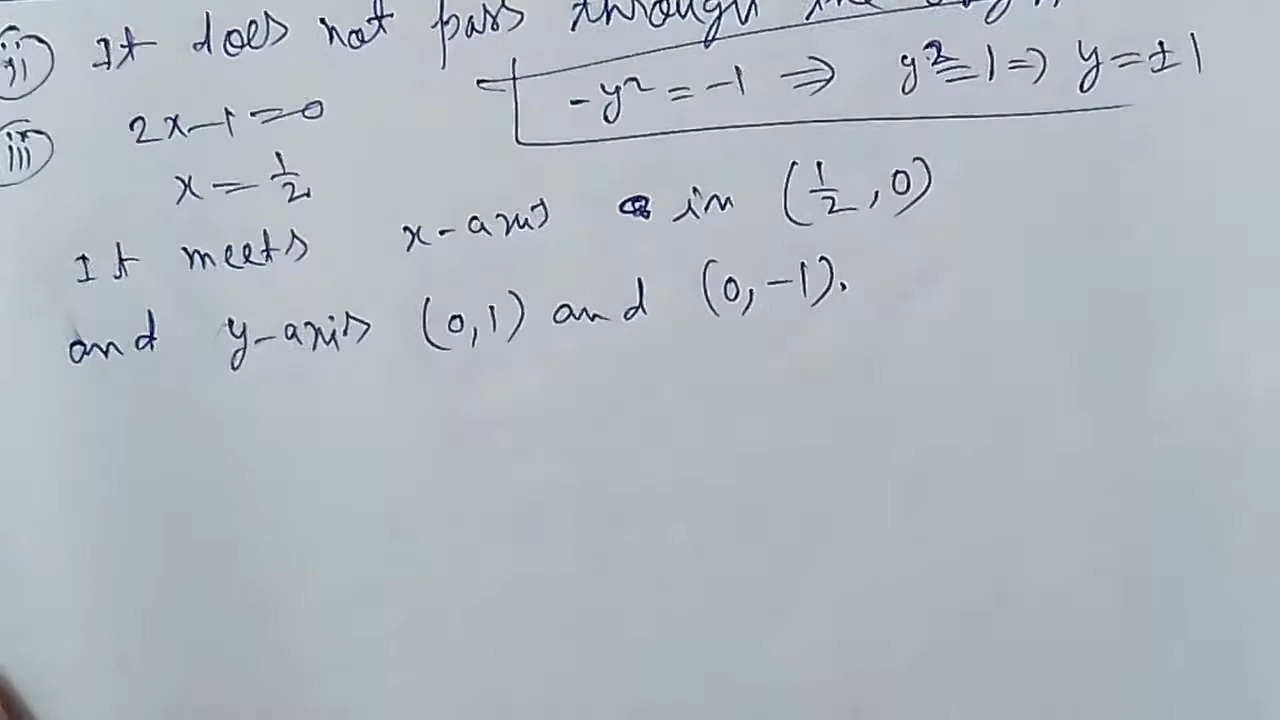 (ii) It does not pass through the
-y² = -1 ⇒ y² = 1 ⇒ y = ±1
(iii) 2x-1=0
x = 1/2
It meets x-axis in (1/2, 0)
and y-axis (0,1) and (0,-1).